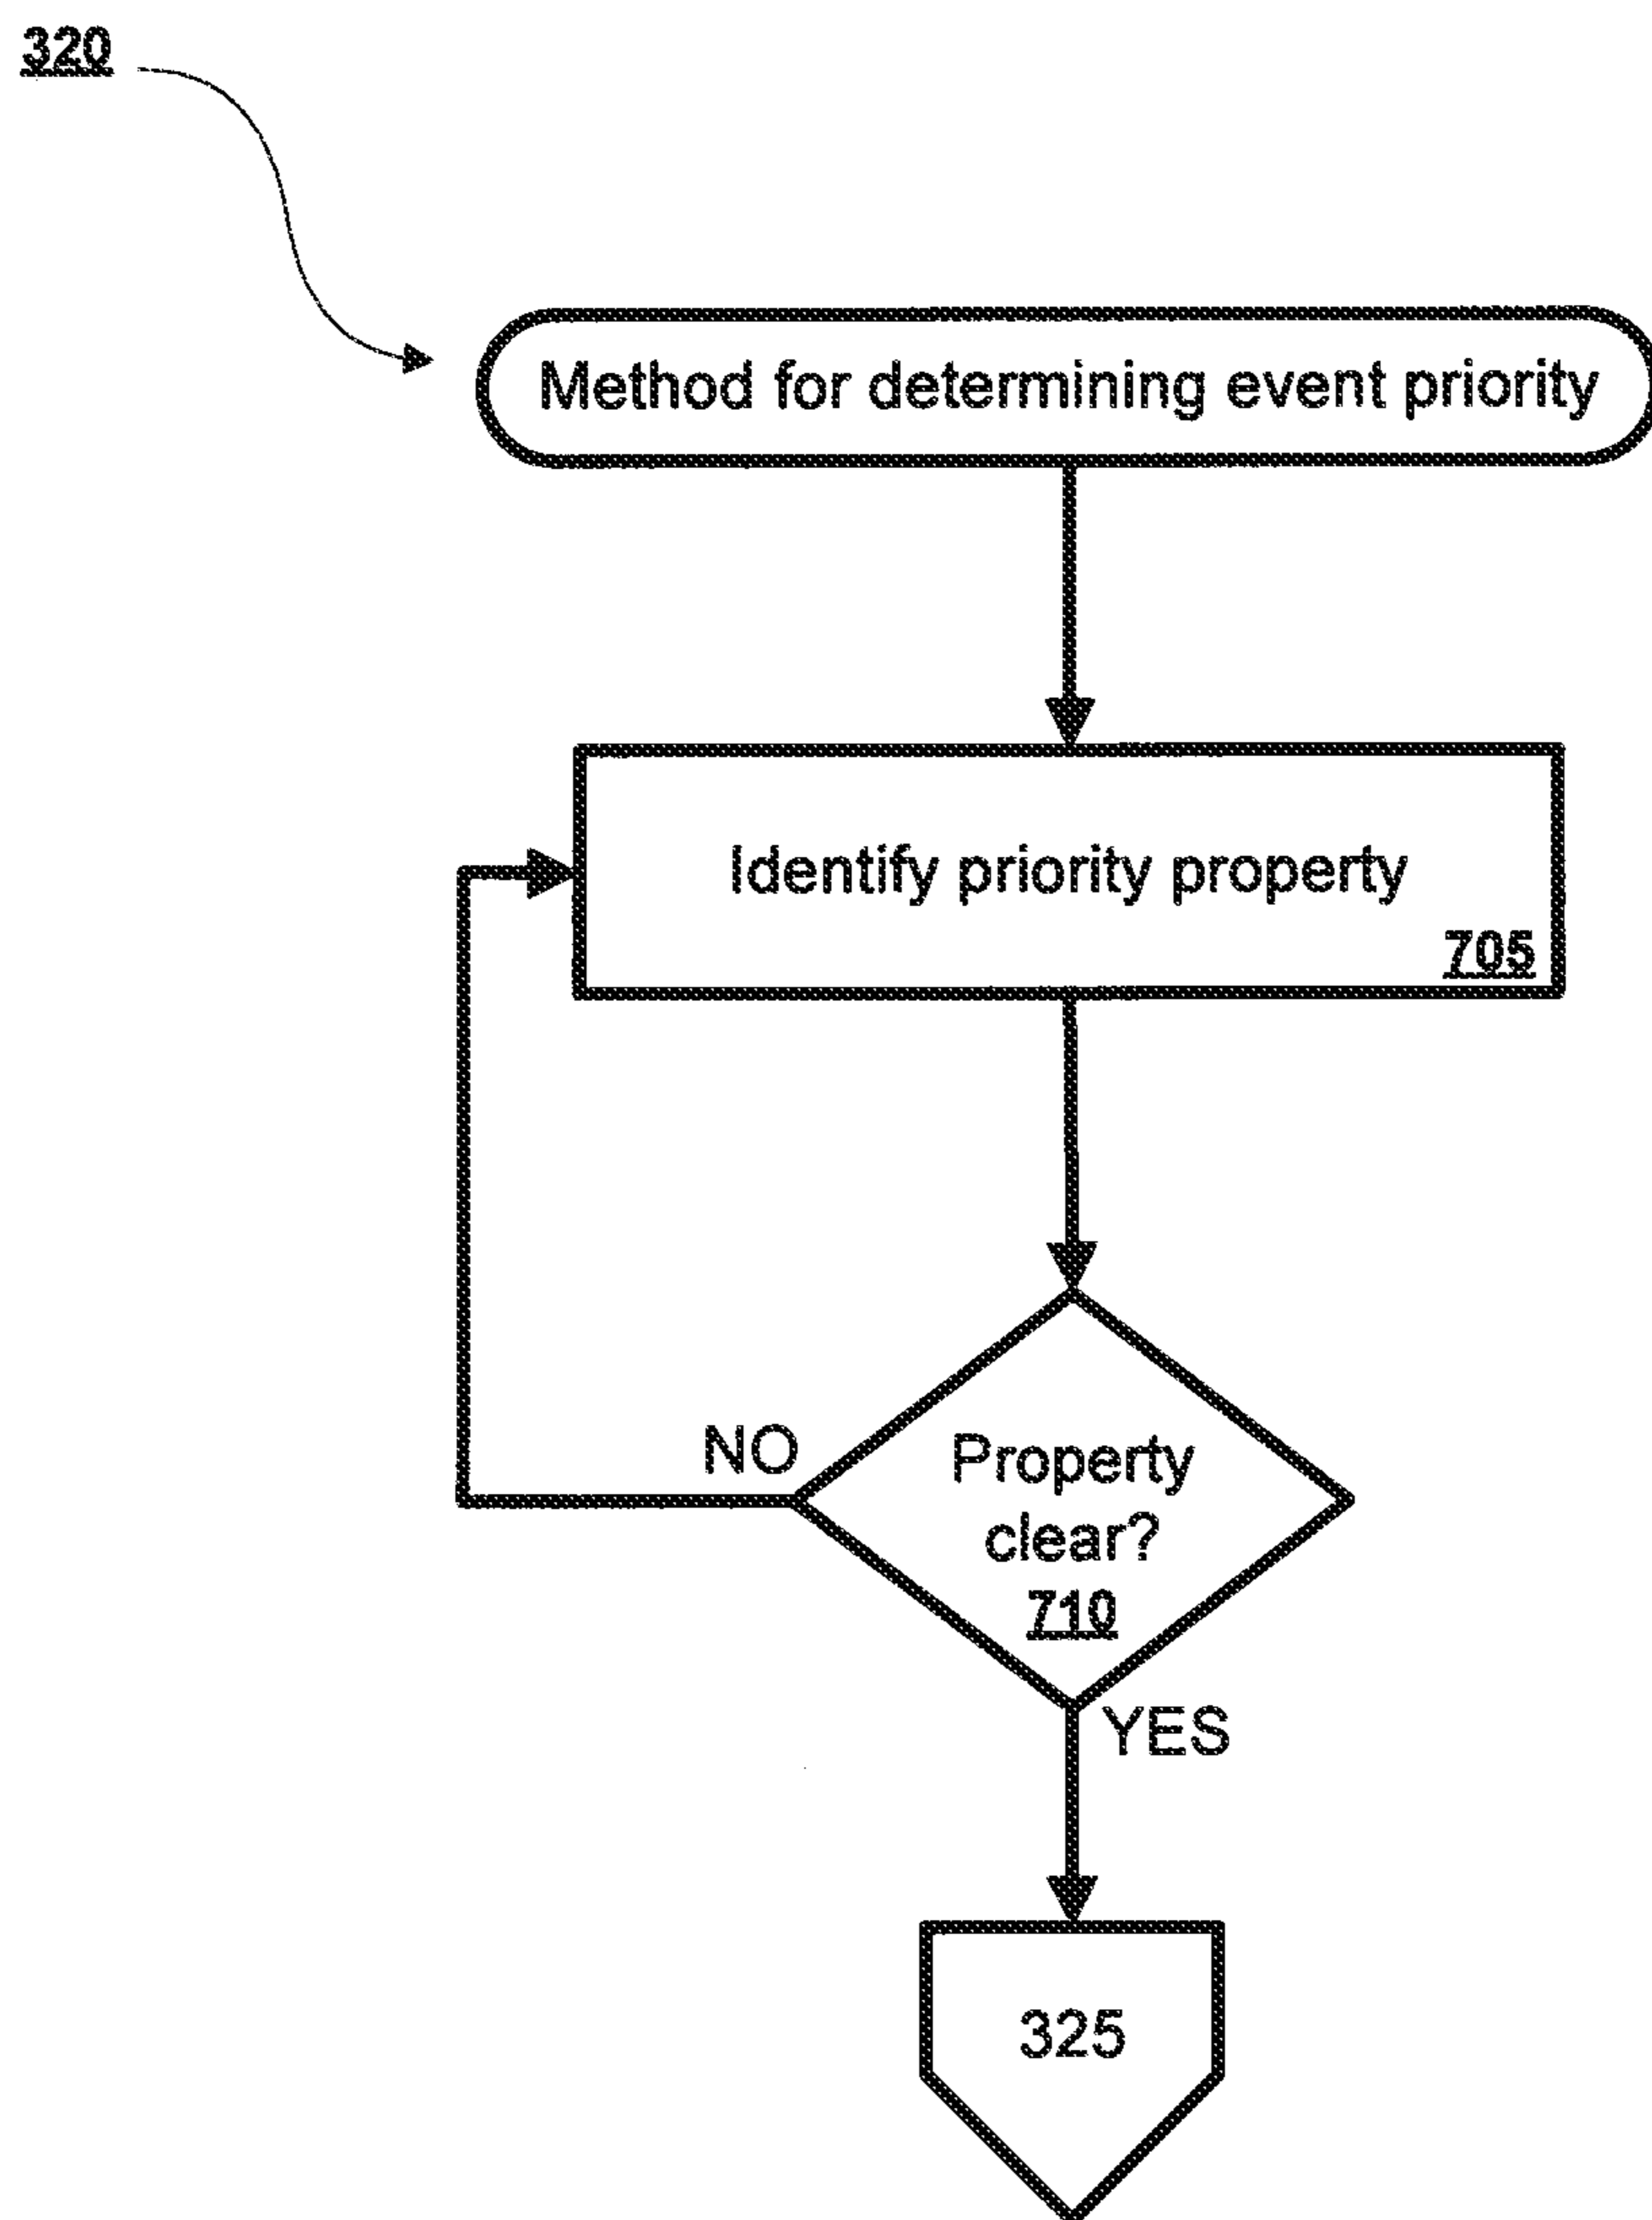 320
Method for determining event priority
Identify priority property
705
NO
Property
clear?
710
YES
325